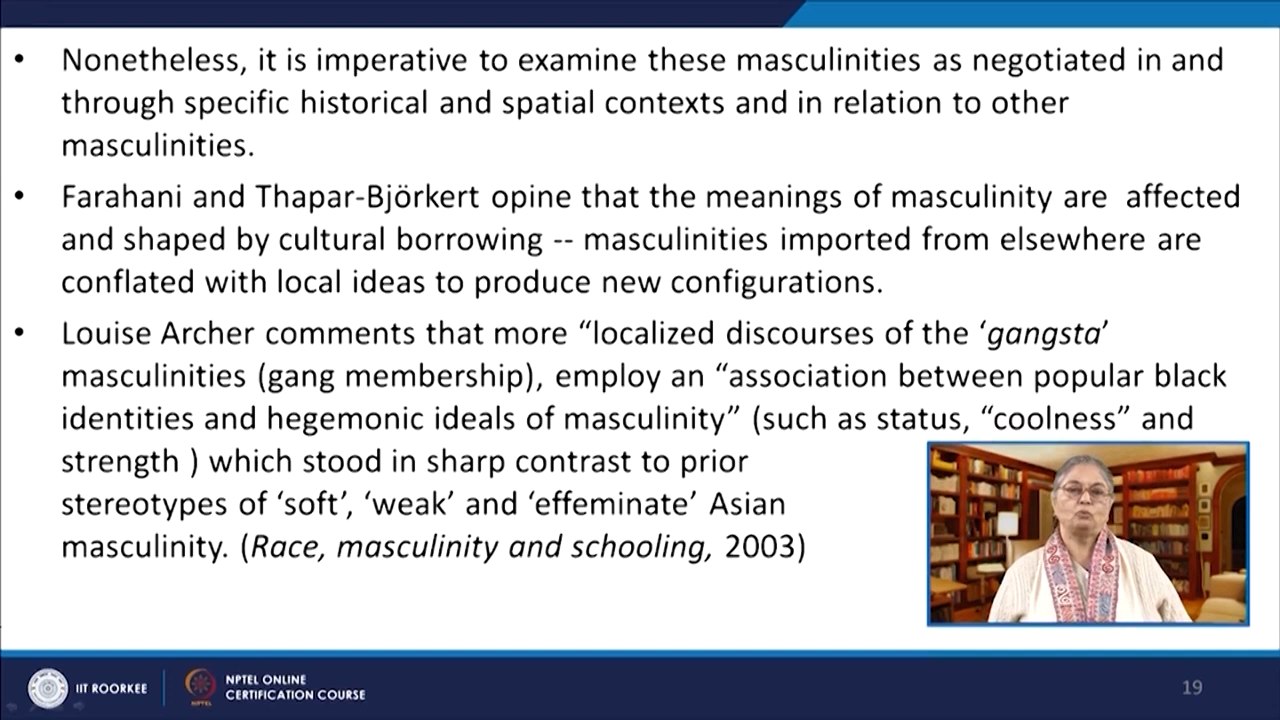 • Nonetheless, it is imperative to examine these masculinities as negotiated in and
through specific historical and spatial contexts and in relation to other
masculinities.
• Farahani and Thapar-Björkert opine that the meanings of masculinity are  affected
and shaped by cultural borrowing -- masculinities imported from elsewhere are
conflated with local ideas to produce new configurations.
• Louise Archer comments that more “localized discourses of the ‘gangsta’
masculinities (gang membership), employ an “association between popular black
identities and hegemonic ideals of masculinity” (such as status, “coolness” and
strength ) which stood in sharp contrast to prior
stereotypes of ‘soft’, ‘weak’ and ‘effeminate’ Asian
masculinity. (Race, masculinity and schooling, 2003)
IIT ROORKEE
NPTEL
NPTEL ONLINE
CERTIFICATION COURSE
19